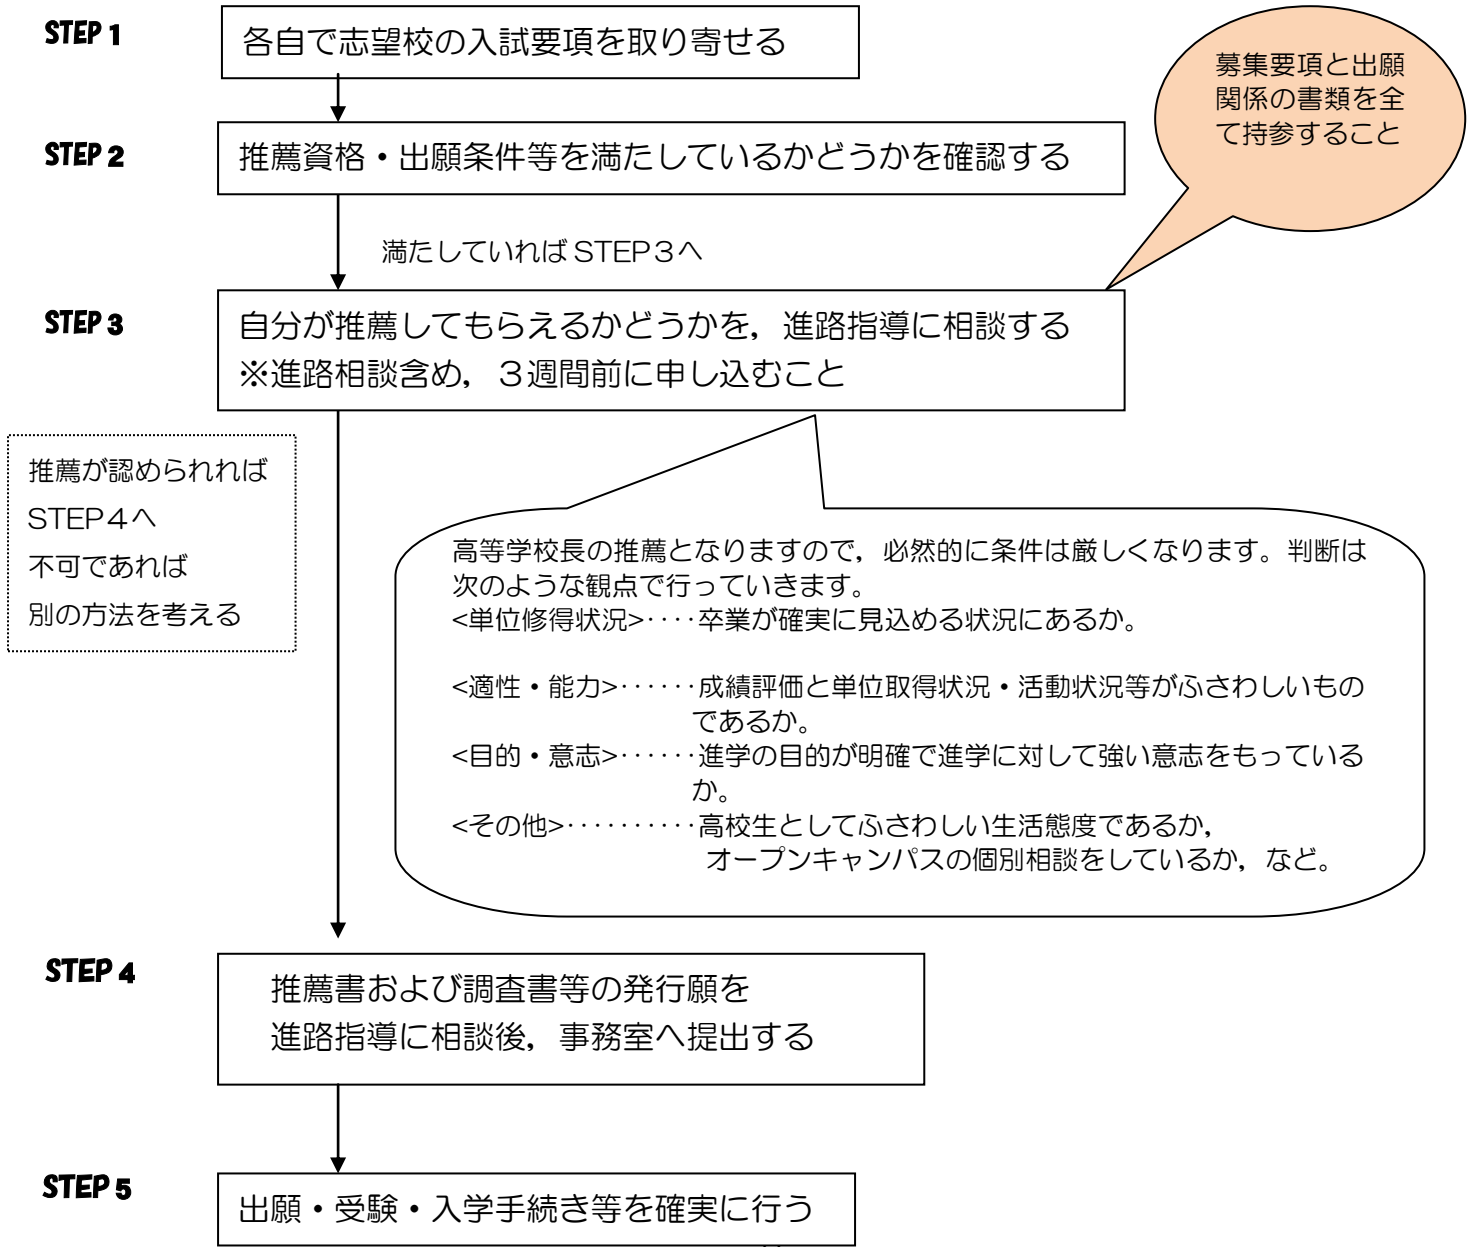 STEP 1
各自で志望校の入試要項を取り寄せる
募集要項と出願
関係の書類を全
て持参すること
STEP 2
推薦資格・出願条件等を満たしているかどうかを確認する
満たしていれば STEP３へ
STEP 3
自分が推薦してもらえるかどうかを，進路指導に相談する
※進路相談含め，３週間前に申し込むこと
推薦が認められれば
STEP４へ
不可であれば
別の方法を考える
高等学校長の推薦となりますので，必然的に条件は厳しくなります。判断は
次のような観点で行っていきます。
<単位修得状況>‥‥卒業が確実に見込める状況にあるか。
<適性・能力>‥‥‥成績評価と単位取得状況・活動状況等がふさわしいもの
であるか。
<目的・意志>‥‥‥進学の目的が明確で進学に対して強い意志をもっている
か。
<その他>‥‥‥‥‥高校生としてふさわしい生活態度であるか，
オープンキャンパスの個別相談をしているか，など。
STEP 4
推薦書および調査書等の発行願を
進路指導に相談後，事務室へ提出する
STEP 5
出願・受験・入学手続き等を確実に行う